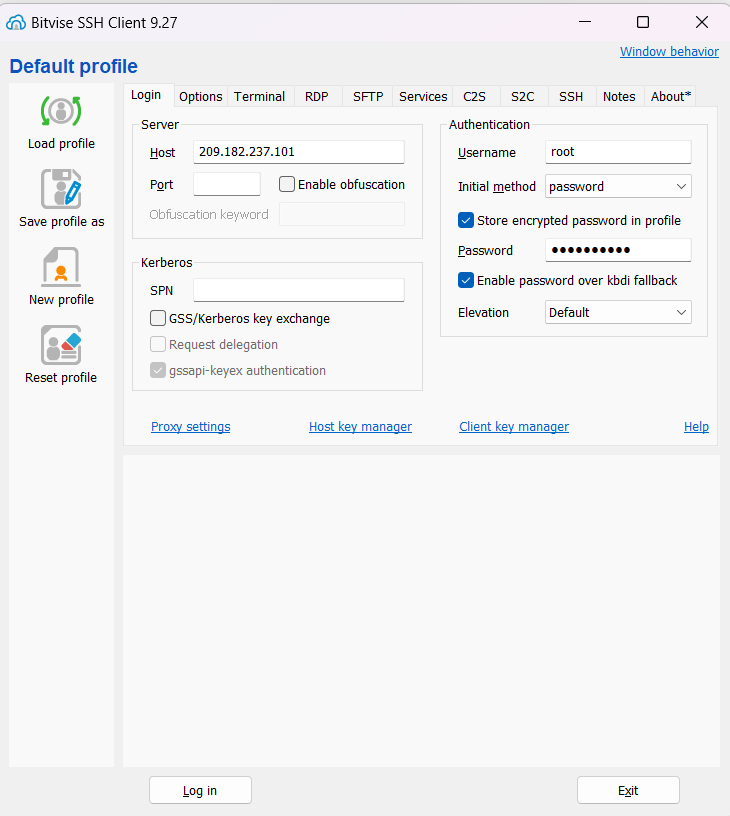 Bitvise SSH Client 9.27
Window behavior
Default profile
Load profile
Save profile as
New profile
Reset profile
Login Options Terminal RDP SFTP Services C2S S2C SSH Notes About*
Server
Host 209.182.237.101
Port Enable obfuscation
Obfuscation keyword
Kerberos
SPN
GSS/Kerberos key exchange
Request delegation
gssapi-keyex authentication
Authentication
Username root
Initial method password
Store encrypted password in profile
Password ●●●●●●●●●●
Enable password over kbdi fallback
Elevation Default
Proxy settings Host key manager Client key manager Help
Log in Exit